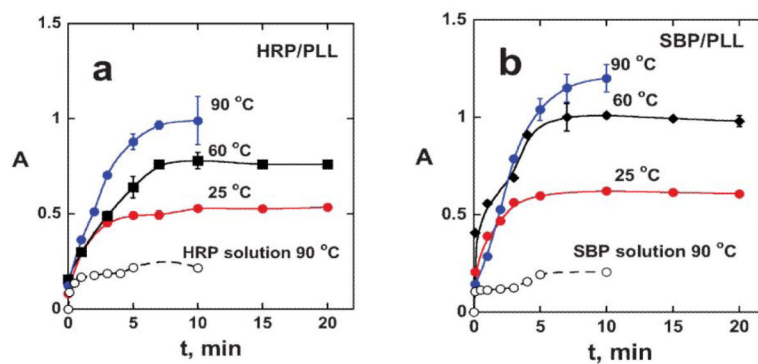 a
HRP/PLL
90 °C
60 °C
25 °C
HRP solution 90 °C
A
1.5
1
0.5
0
0 5 10 15 20
t, min
b
SBP/PLL
90 °C
60 °C
25 °C
SBP solution 90 °C
A
1.5
1
0.5
0
0 5 10 15 20
t, min